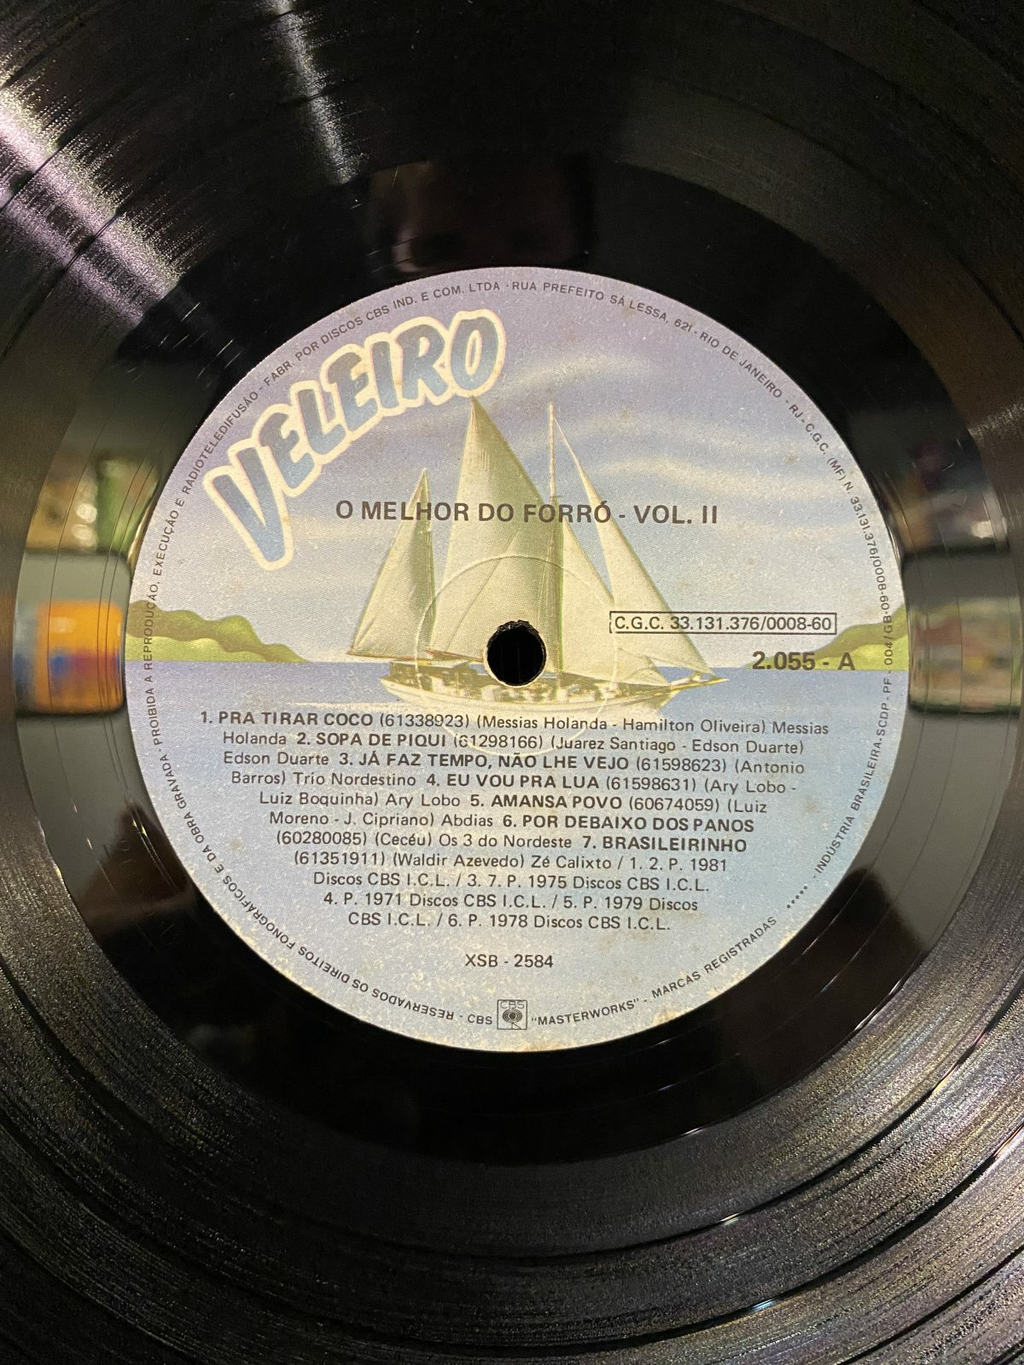 PROIBIDA A REPRODUÇÃO, EXECUÇÃO E RADIOTELEDIFUSÃO - FABR. POR DISCOS CBS IND. E COM. LTDA - RUA PREFEITO SÁ LESSA, 621 - RIO DE JANEIRO - RJ - C.G.C. (MF) N. 33.131.376/0008-60 - SCDP - PF - 004/GB - INDÚSTRIA BRASILEIRA
VELEIRO
O MELHOR DO FORRÓ - VOL. II
C.G.C. 33.131.376/0008-60
2.055 - A
1. PRA TIRAR COCO (61338923) (Messias Holanda - Hamilton Oliveira) Messias
Holanda 2. SOPA DE PIQUI (61298166) (Juarez Santiago - Edson Duarte)
Edson Duarte 3. JÁ FAZ TEMPO, NÃO LHE VEJO (61598623) (Antonio
Barros) Trio Nordestino 4. EU VOU PRA LUA (61598631) (Ary Lobo -
Luiz Boquinha) Ary Lobo 5. AMANSA POVO (60674059) (Luiz
Moreno - J. Cipriano) Abdias 6. POR DEBAIXO DOS PANOS
(60280085) (Cecéu) Os 3 do Nordeste 7. BRASILEIRINHO
(61351911) (Waldir Azevedo) Zé Calixto / 1. 2. P. 1981
Discos CBS I.C.L. / 3. 7. P. 1975 Discos CBS I.C.L.
4. P. 1971 Discos CBS I.C.L. / 5. P. 1979 Discos
CBS I.C.L. / 6. P. 1978 Discos CBS I.C.L.
XSB - 2584
RESERVADOS OS DIREITOS FONOGRÁFICOS E DA OBRA GRAVADA
CBS CBS "MASTERWORKS" - MARCAS REGISTRADAS